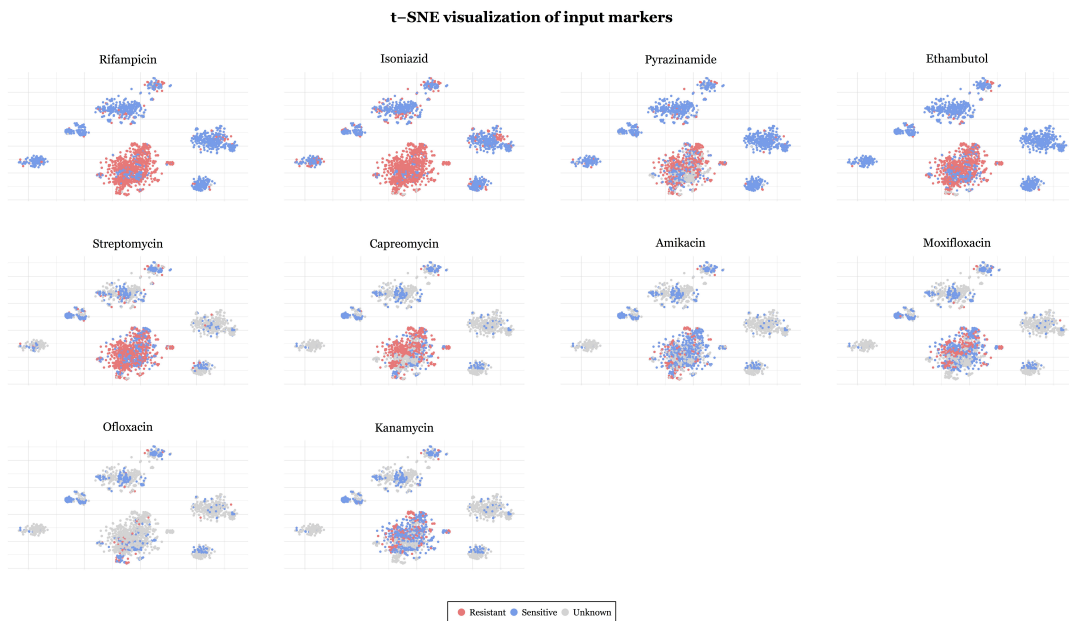 t–SNE visualization of input markers
Rifampicin
Isoniazid
Pyrazinamide
Ethambutol
Streptomycin
Capreomycin
Amikacin
Moxifloxacin
Ofloxacin
Kanamycin
Resistant Sensitive Unknown